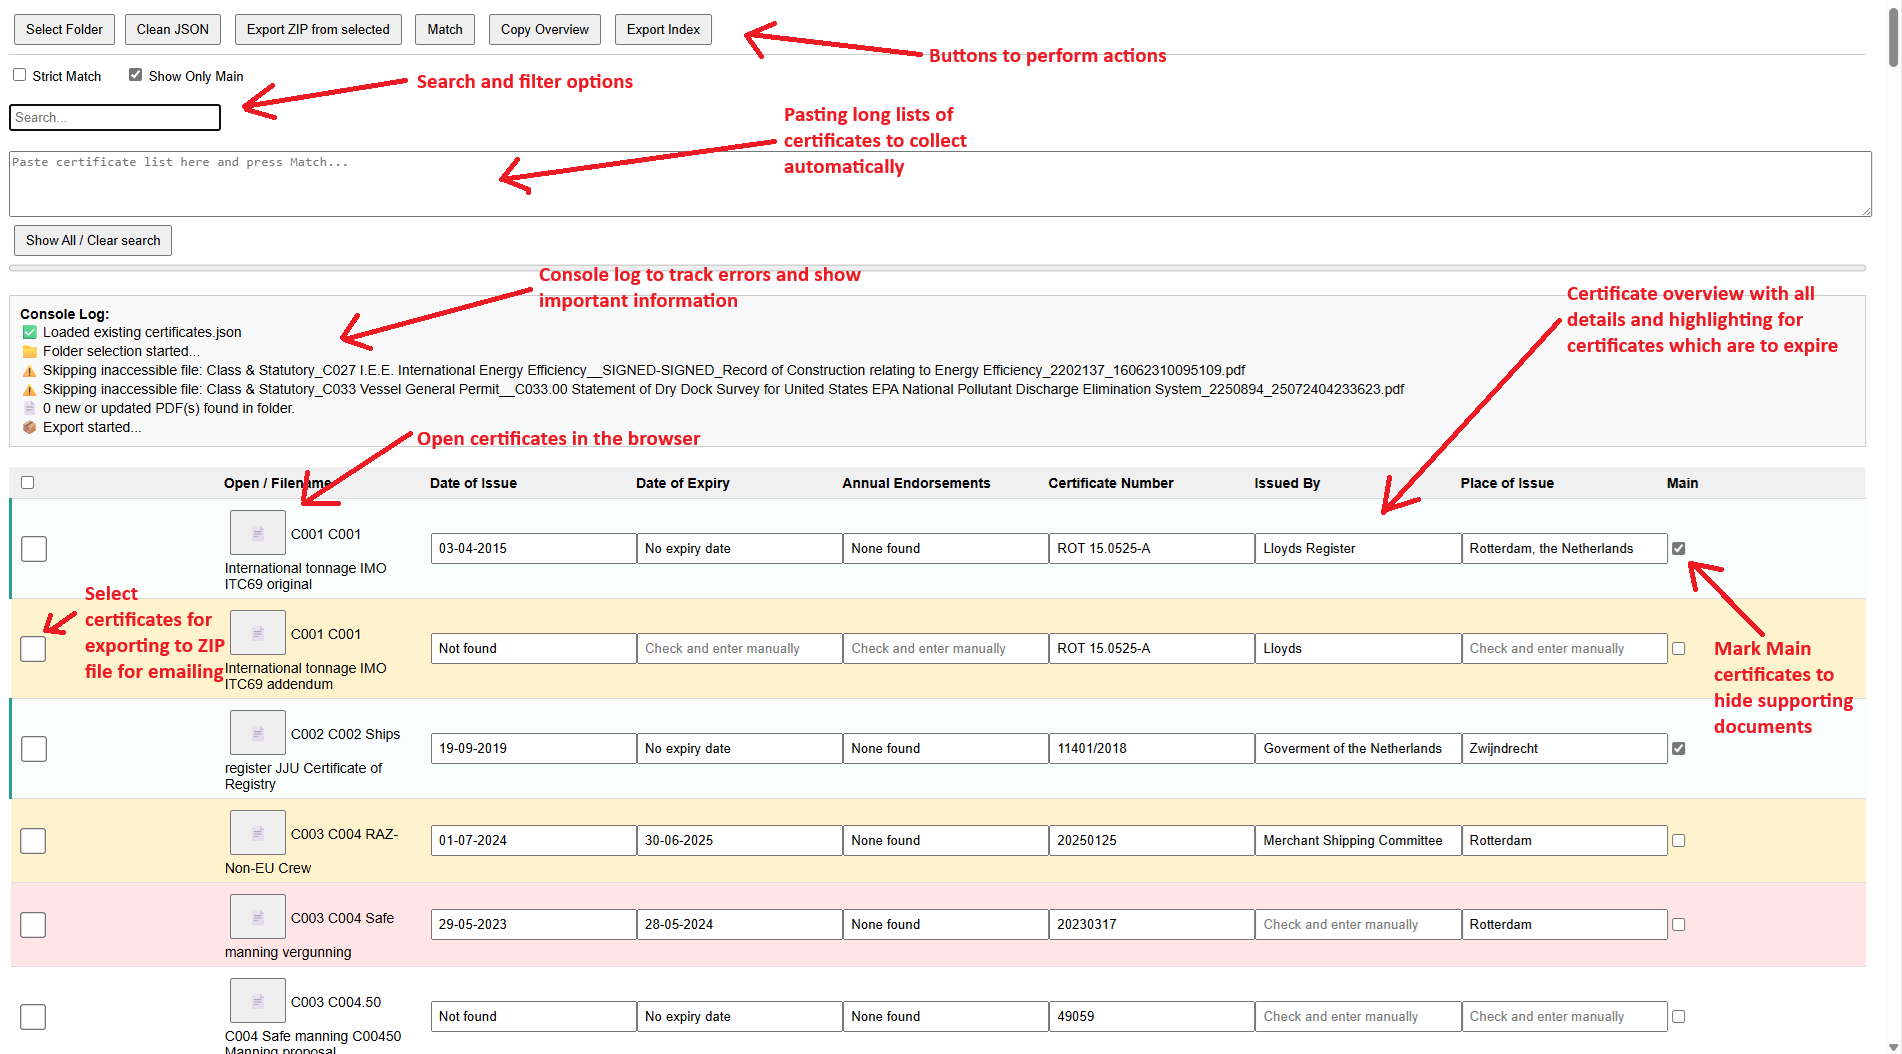 Select Folder
Clean JSON
Export ZIP from selected
Match
Copy Overview
Export Index
Buttons to perform actions
Strict Match
Show Only Main
Search and filter options
Search...
Pasting long lists of
certificates to collect
automatically
Paste certificate list here and press Match...
Show All / Clear search
Console log to track errors and show
important information
Certificate overview with all
details and highlighting for
certificates which are to expire
Console Log:
Loaded existing certificates.json
Folder selection started...
Skipping inaccessible file: Class & Statutory_C027 I.E.E. International Energy Efficiency__SIGNED-SIGNED_Record of Construction relating to Energy Efficiency_2202137_16062310095109.pdf
Skipping inaccessible file: Class & Statutory_C033 Vessel General Permit__C033.00 Statement of Dry Dock Survey for United States EPA National Pollutant Discharge Elimination System_2250894_25072404233623.pdf
0 new or updated PDF(s) found in folder.
Export started...
Open certificates in the browser
Open / Filename
Date of Issue
Date of Expiry
Annual Endorsements
Certificate Number
Issued By
Place of Issue
Main
C001 C001
International tonnage IMO
ITC69 original
03-04-2015
No expiry date
None found
ROT 15.0525-A
Lloyds Register
Rotterdam, the Netherlands
Select
certificates for
exporting to ZIP
file for emailing
C001 C001
International tonnage IMO
ITC69 addendum
Not found
Check and enter manually
Check and enter manually
ROT 15.0525-A
Lloyds
Check and enter manually
Mark Main
certificates to
hide supporting
documents
C002 C002 Ships
register JJU Certificate of
Registry
19-09-2019
No expiry date
None found
11401/2018
Goverment of the Netherlands
Zwijndrecht
C003 C004 RAZ-
Non-EU Crew
01-07-2024
30-06-2025
None found
20250125
Merchant Shipping Committee
Rotterdam
C003 C004 Safe
manning vergunning
29-05-2023
28-05-2024
None found
20230317
Check and enter manually
Rotterdam
C003 C004.50
C004 Safe manning C00450
Manning proposal
Not found
No expiry date
None found
49059
Check and enter manually
Check and enter manually